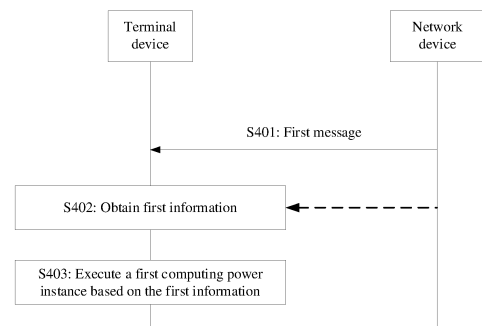 Terminal
device
Network
device
S401: First message
S402: Obtain first information
S403: Execute a first computing power
instance based on the first information